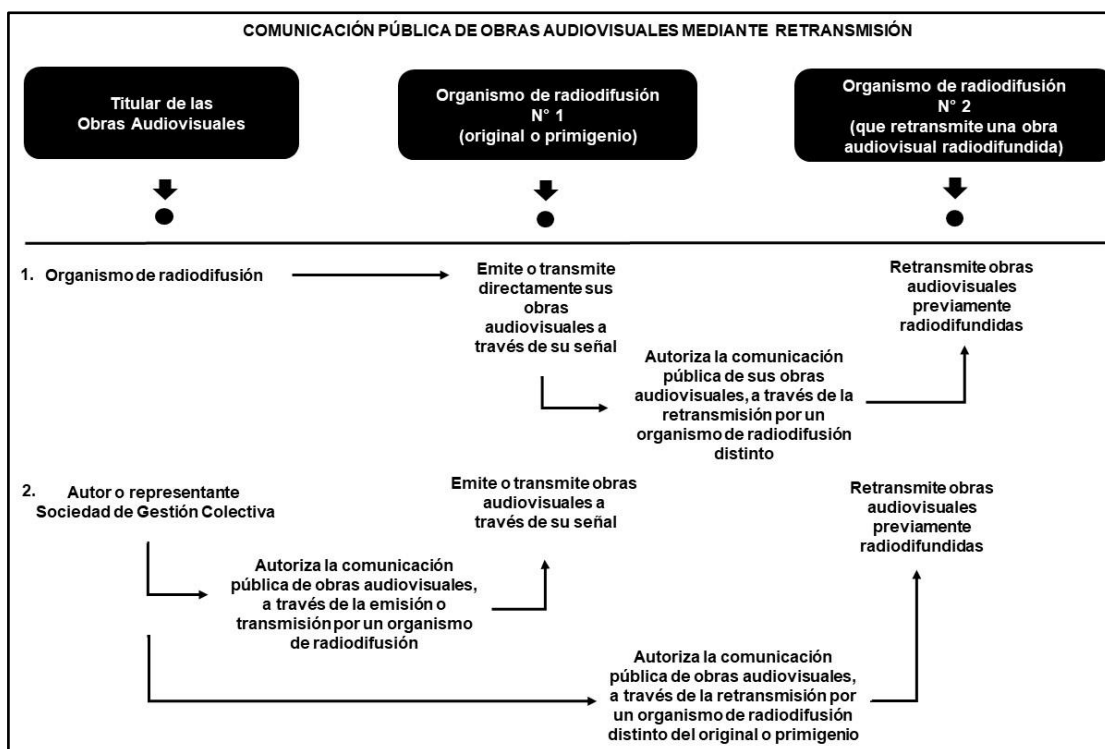 COMUNICACIÓN PÚBLICA DE OBRAS AUDIOVISUALES MEDIANTE RETRANSMISIÓN
Titular de las
Obras Audiovisuales
Organismo de radiodifusión
N° 1
(original o primigenio)
Organismo de radiodifusión
N° 2
(que retransmite una obra
audiovisual radiodifundida)
1. Organismo de radiodifusión
Emite o transmite
directamente sus
obras
audiovisuales a
través de su señal
Autoriza la comunicación
pública de sus obras
audiovisuales, a través de la
retransmisión por un
organismo de radiodifusión
distinto
Retransmite obras
audiovisuales
previamente
radiodifundidas
2. Autor o representante
Sociedad de Gestión Colectiva
Autoriza la comunicación
pública de obras audiovisuales,
a través de la emisión o
transmisión por un organismo
de radiodifusión
Emite o transmite obras
audiovisuales a
través de su señal
Autoriza la comunicación
pública de obras audiovisuales,
a través de la retransmisión por
un organismo de radiodifusión
distinto del original o primigenio
Retransmite obras
audiovisuales
previamente
radiodifundidas